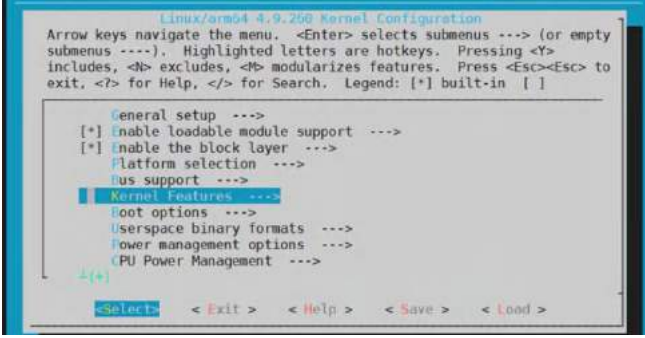 Linux/arm64 4.9.260 Kernel Configuration
Arrow keys navigate the menu.  <Enter> selects submenus ---> (or empty
submenus ----).  Highlighted letters are hotkeys.  Pressing <Y>
includes, <N> excludes, <M> modularizes features.  Press <Esc><Esc> to
exit, <?> for Help, </> for Search.  Legend: [*] built-in  [ ]
General setup  --->
[*] Enable loadable module support  --->
[*] Enable the block layer  --->
Platform selection  --->
Bus support  --->
Kernel Features  --->
Boot options  --->
Userspace binary formats  --->
Power management options  --->
CPU Power Management  --->
┴(+)
<Select>    < Exit >    < Help >    < Save >    < Load >